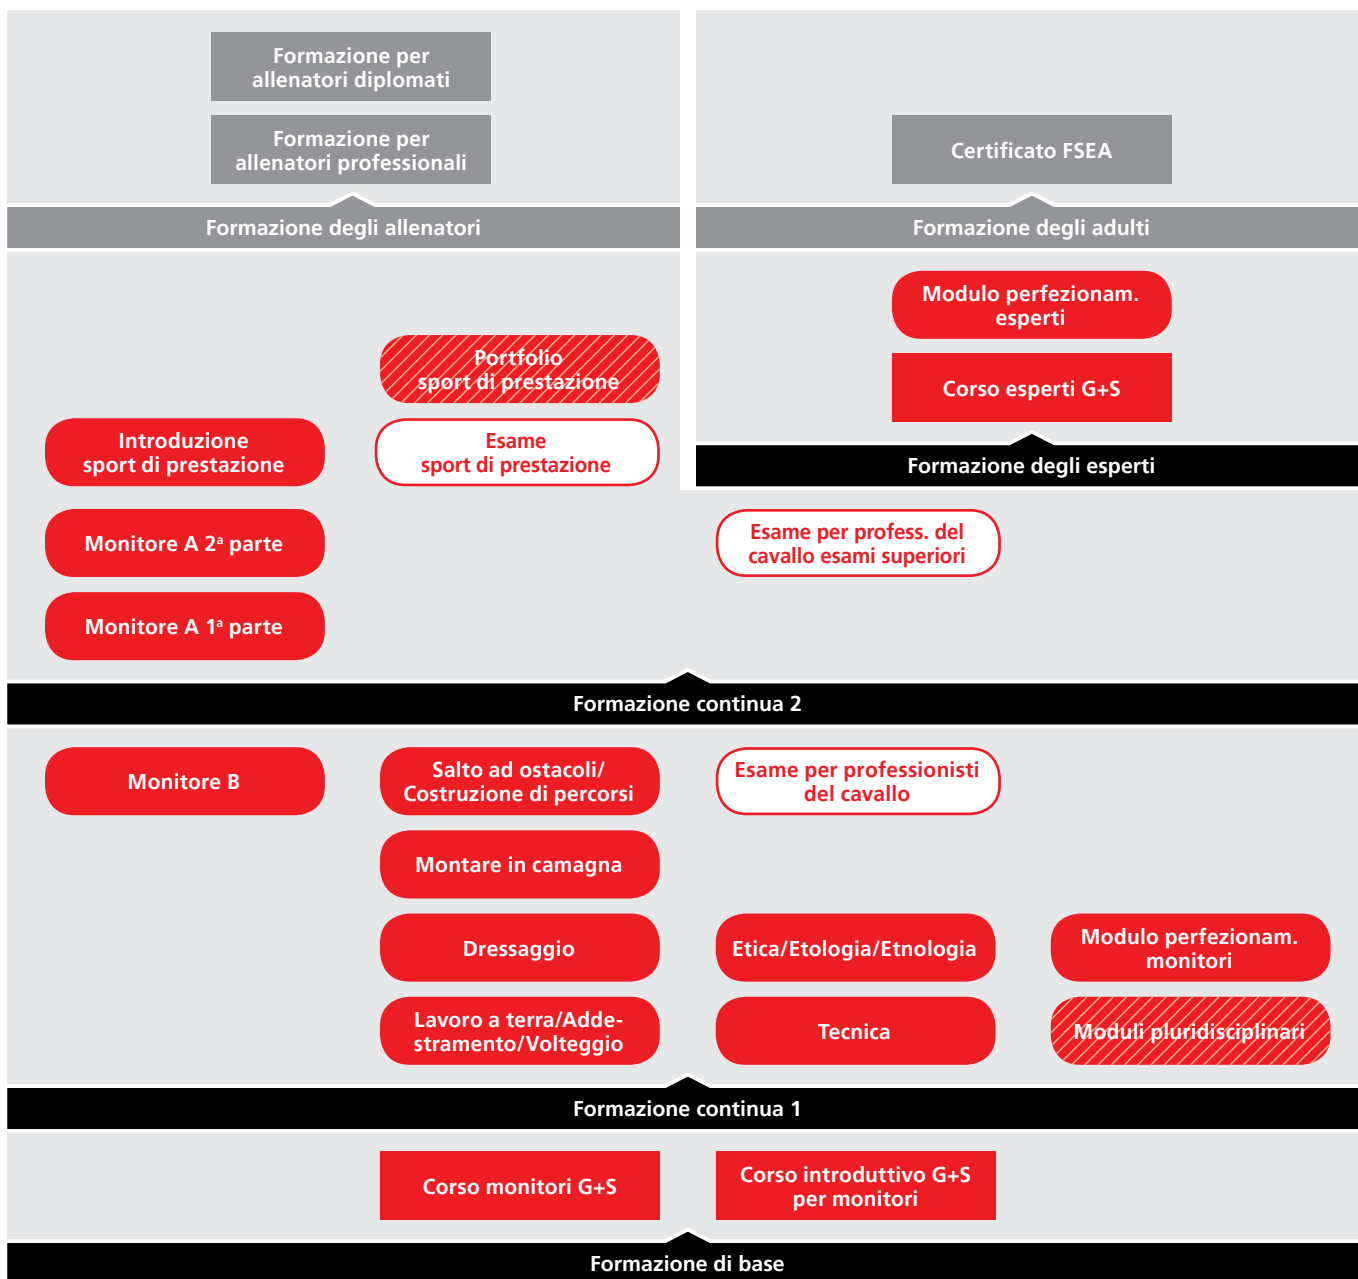 Formazione per
allenatori diplomati
Formazione per
allenatori professionali
Certificato FSEA
Formazione degli allenatori
Formazione degli adulti
Modulo perfezionam.
esperti
Portfolio
sport di prestazione
Corso esperti G+S
Introduzione
sport di prestazione
Esame
sport di prestazione
Formazione degli esperti
Monitore A 2ª parte
Esame per profess. del
cavallo esami superiori
Monitore A 1ª parte
Formazione continua 2
Monitore B
Salto ad ostacoli/
Costruzione di percorsi
Esame per professionisti
del cavallo
Montare in camagna
Dressaggio
Etica/Etologia/Etnologia
Modulo perfezionam.
monitori
Lavoro a terra/Adde-
stramento/Volteggio
Tecnica
Moduli pluridisciplinari
Formazione continua 1
Corso monitori G+S
Corso introduttivo G+S
per monitori
Formazione di base